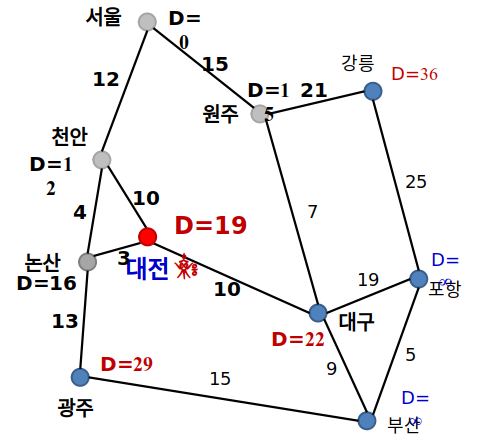 서울
D=
0
15
강릉
D=36
12
D=1
5
21
원주
천안
D=1
2
10
25
4
D=19
7
논산
D=16
3
대전
10
19
D=
∞
포항
13
대구
D=22
D=29
광주
15
9
5
D=
∞
부산